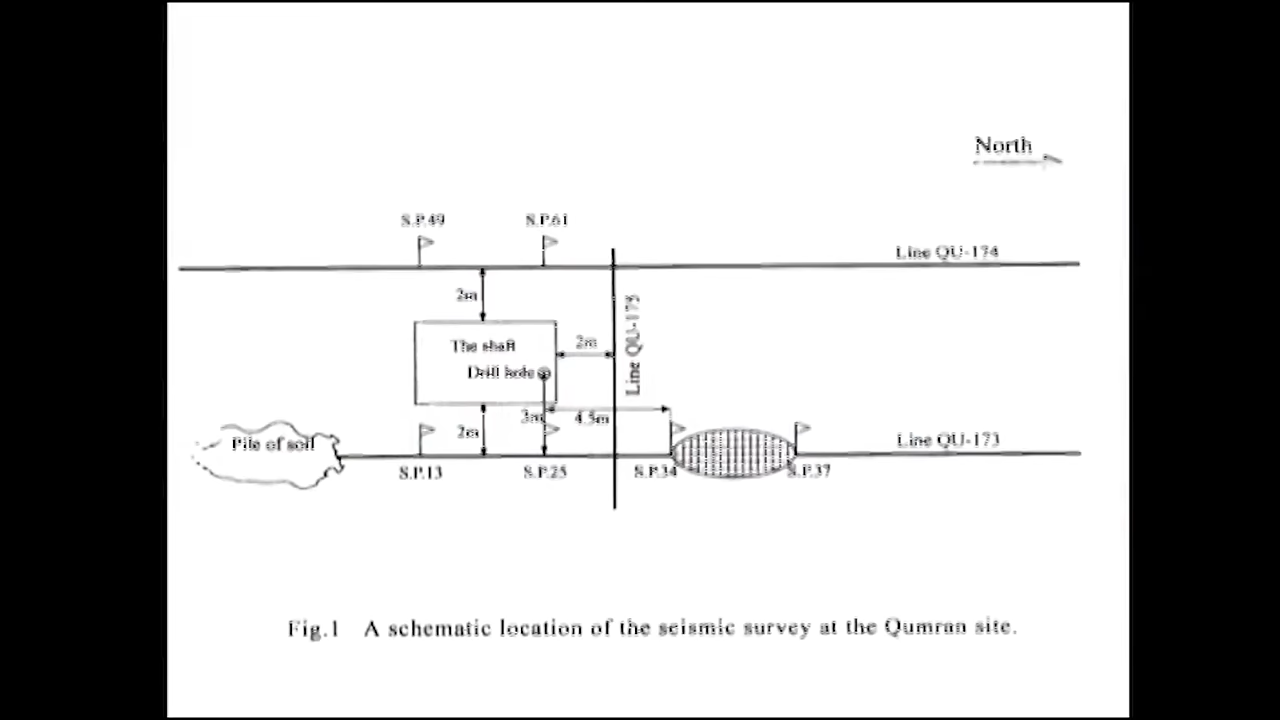 North
S.P.49
S.P.61
Line QU-174
2m
The shaft
2m
Line QU-175
Drill hole
3m
4.5m
2m
Pile of soil
Line QU-173
S.P.13
S.P.25
S.P.34
S.P.37
Fig.1 A schematic location of the seismic survey at the Qumran site.